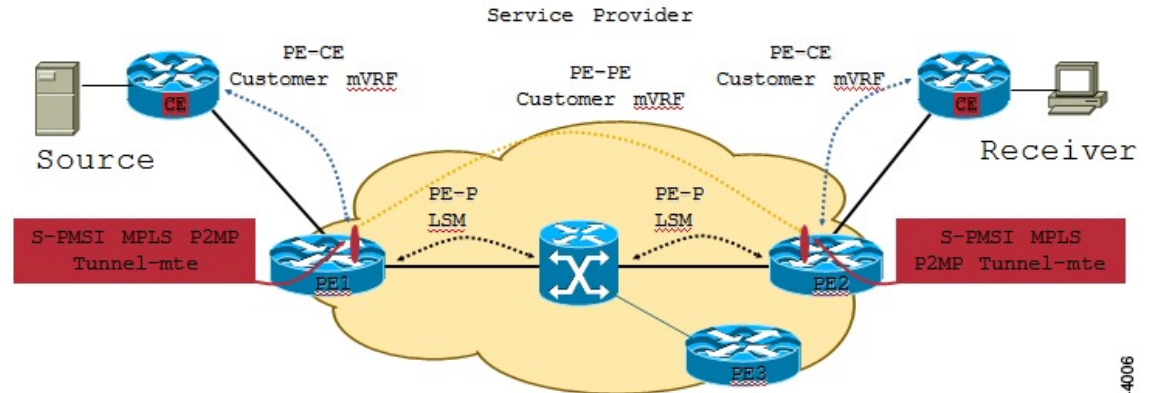 Service Provider
PE-CE
Customer mVRF
PE-PE
Customer mVRF
PE-CE
Customer mVRF
CE
CE
Source
Receiver
PE-P
LSM
PE-P
LSM
S-PMSI MPLS P2MP
Tunnel-mte
S-PMSI MPLS
P2MP Tunnel-mte
PE1
PE2
PE3
4006